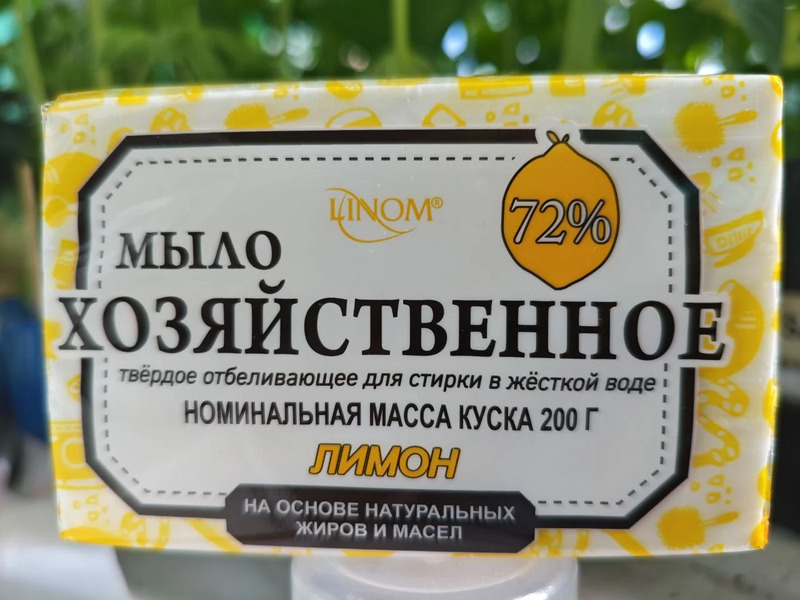 LINOM®
72%
МЫЛО
ХОЗЯЙСТВЕННОЕ
твёрдое отбеливающее для стирки в жёсткой воде
НОМИНАЛЬНАЯ МАССА КУСКА 200 Г
ЛИМОН
НА ОСНОВЕ НАТУРАЛЬНЫХ
ЖИРОВ И МАСЕЛ